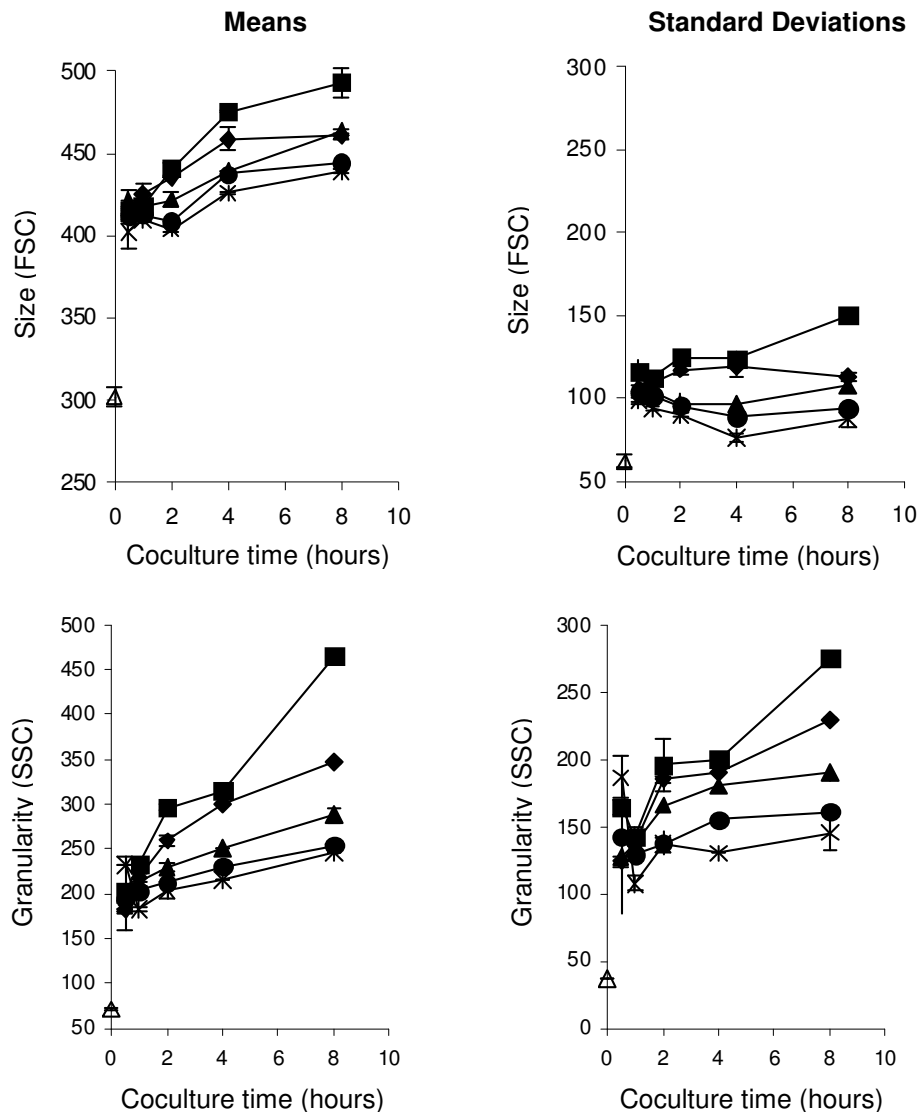 Means
Standard Deviations
500
450
400
350
300
250
Size (FSC)
0 2 4 6 8 10
Coculture time (hours)
300
250
200
150
100
50
Size (FSC)
0 2 4 6 8 10
Coculture time (hours)
500
450
400
350
300
250
200
150
100
50
Granularity (SSC)
0 2 4 6 8 10
Coculture time (hours)
300
250
200
150
100
50
0
Granularity (SSC)
0 2 4 6 8 10
Coculture time (hours)